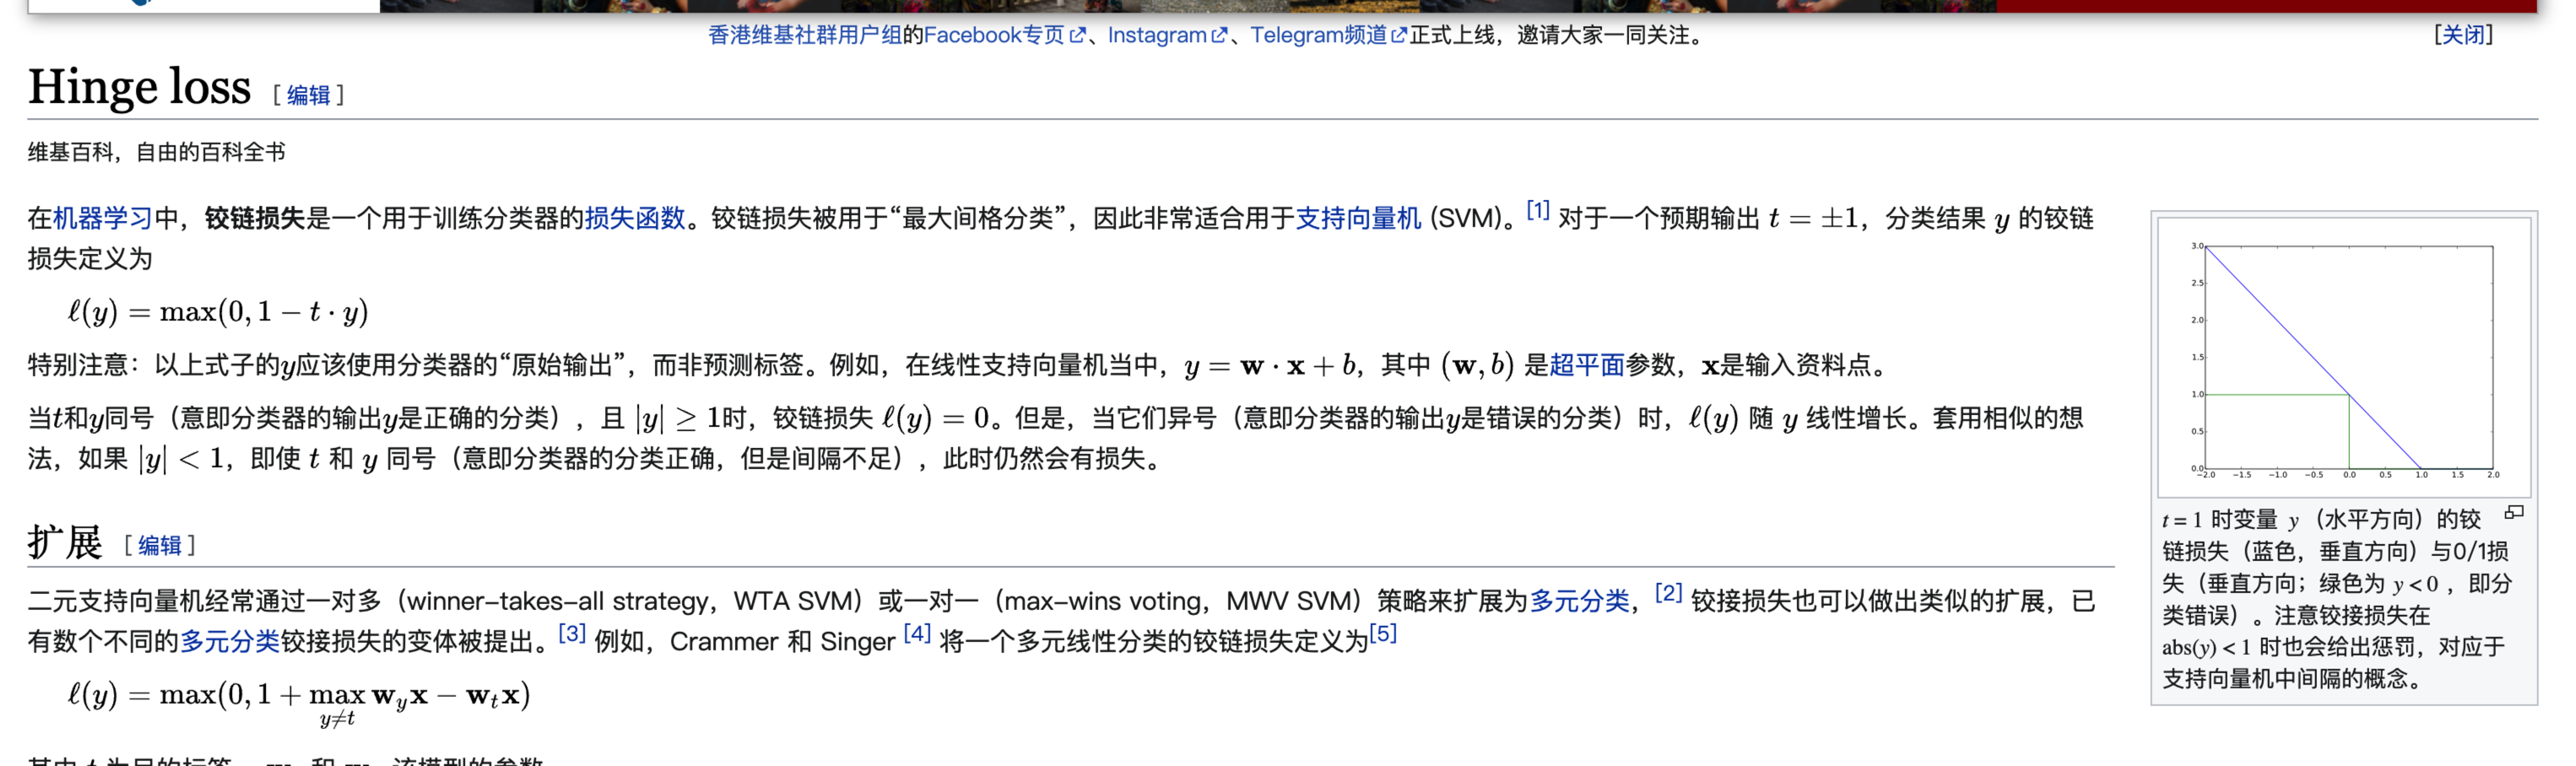 香港维基社群用户组的Facebook专页、Instagram、Telegram频道正式上线，邀请大家一同关注。 [关闭]
Hinge loss [编辑]
维基百科，自由的百科全书
在机器学习中，铰链损失是一个用于训练分类器的损失函数。铰链损失被用于“最大间格分类”，因此非常适合用于支持向量机 (SVM)。[1] 对于一个预期输出 t = ±1，分类结果 y 的铰链
损失定义为
ℓ(y) = max(0, 1 − t · y)
特别注意：以上式子的y应该使用分类器的“原始输出”，而非预测标签。例如，在线性支持向量机当中，y = w · x + b，其中 (w, b) 是超平面参数，x是输入资料点。
当t和y同号（意即分类器的输出y是正确的分类），且 |y| ≥ 1时，铰链损失 ℓ(y) = 0。但是，当它们异号（意即分类器的输出y是错误的分类）时，ℓ(y) 随 y 线性增长。套用相似的想
法，如果 |y| < 1，即使 t 和 y 同号（意即分类器的分类正确，但是间隔不足），此时仍然会有损失。
扩展 [编辑]
二元支持向量机经常通过一对多（winner-takes-all strategy，WTA SVM）或一对一（max-wins voting，MWV SVM）策略来扩展为多元分类，[2] 铰接损失也可以做出类似的扩展，已
有数个不同的多元分类铰接损失的变体被提出。[3] 例如，Crammer 和 Singer [4] 将一个多元线性分类的铰链损失定义为[5]
ℓ(y) = max(0, 1 + max w_y x − w_t x)
y≠t
3.0
2.5
2.0
1.5
1.0
0.5
0.0
−2.0 −1.5 −1.0 −0.5 0.0 0.5 1.0 1.5 2.0
t = 1 时变量 y（水平方向）的铰
链损失（蓝色，垂直方向）与0/1损
失（垂直方向；绿色为 y < 0 ，即分
类错误）。注意铰接损失在
abs(y) < 1 时也会给出惩罚，对应于
支持向量机中间隔的概念。